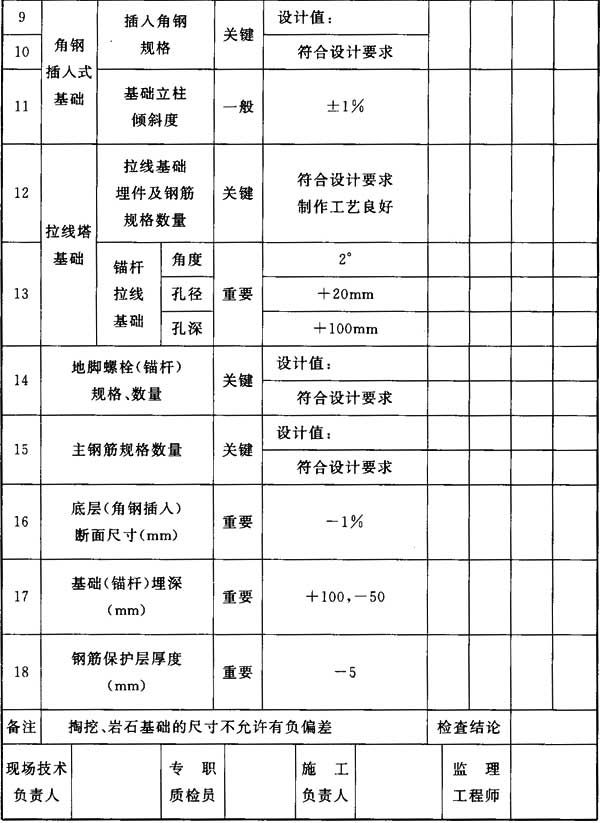 9
10
角钢
插入式
基础
插入角钢
规格
关键
设计值:
符合设计要求
11
基础立柱
倾斜度
一般
±1%
12
拉线塔
基础
拉线基础
埋件及钢筋
规格数量
关键
符合设计要求
制作工艺良好
13
锚杆
拉线
基础
角度
孔径
孔深
重要
2°
+20mm
+100mm
14
地脚螺栓(锚杆)
规格、数量
关键
设计值:
符合设计要求
15
主钢筋规格数量
关键
设计值:
符合设计要求
16
底层(角钢插入)
断面尺寸(mm)
重要
-1%
17
基础(锚杆)埋深
(mm)
重要
+100,-50
18
钢筋保护层厚度
(mm)
重要
-5
备注
掏挖、岩石基础的尺寸不允许有负偏差
检查结论
现场技术
负责人
专 职
质检员
施 工
负责人
监 理
工程师